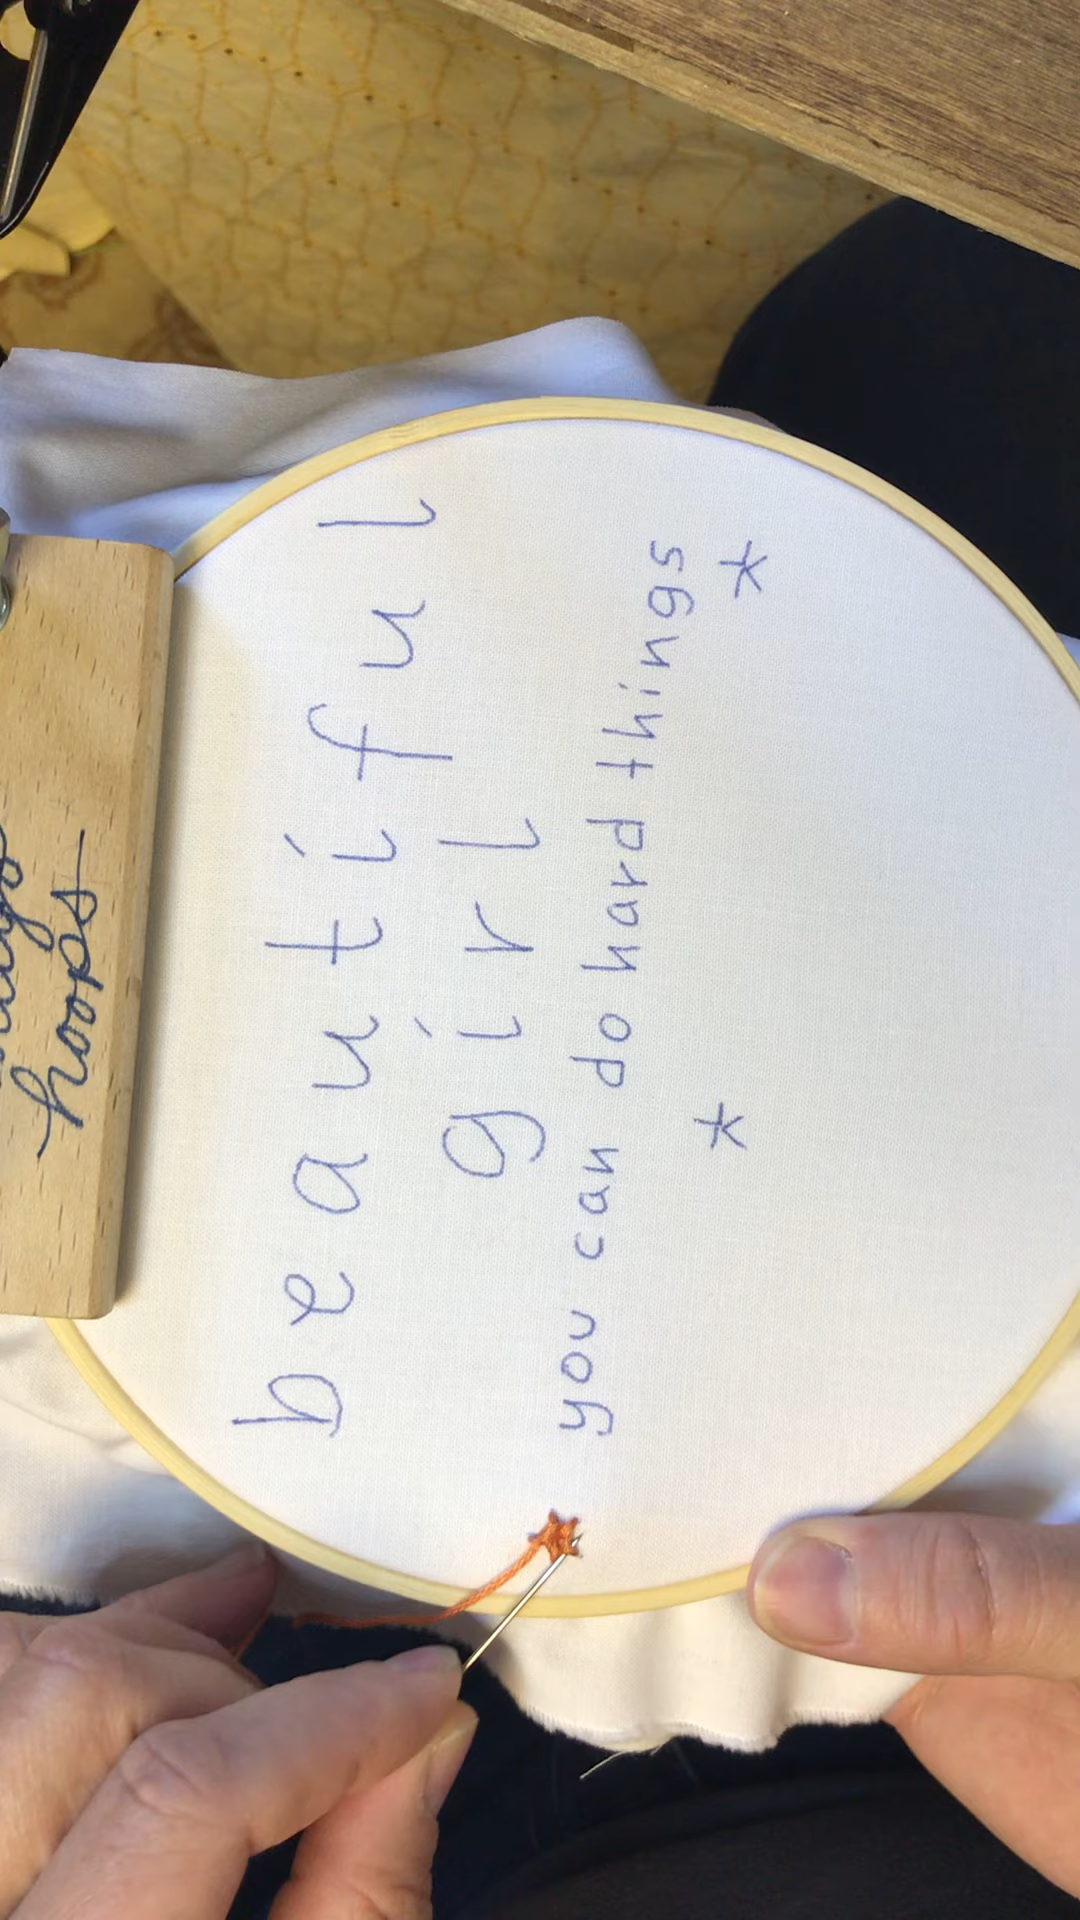 hoops
beautiful
girl
you can do hard things
* *